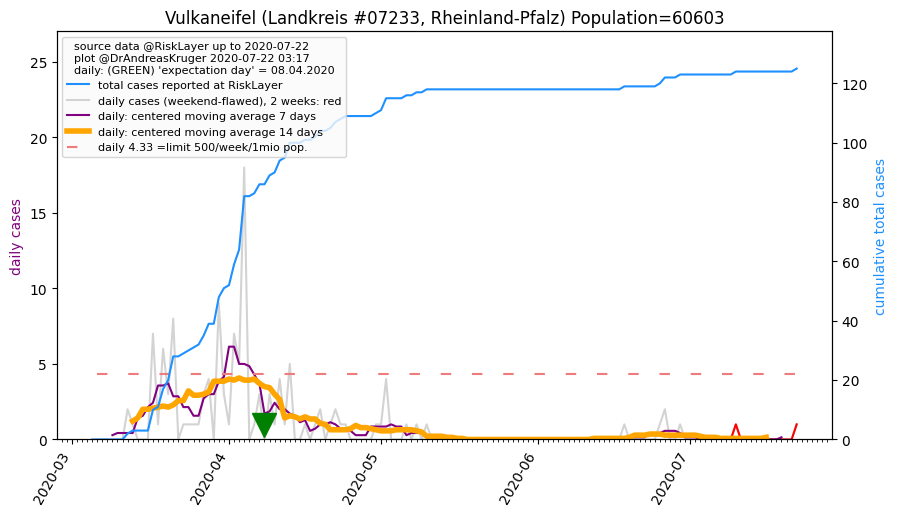 Vulkaneifel (Landkreis #07233, Rheinland-Pfalz) Population=60603
source data @RiskLayer up to 2020-07-22
plot @DrAndreasKruger 2020-07-22 03:17
daily: (GREEN) 'expectation day' = 08.04.2020
total cases reported at RiskLayer
daily cases (weekend-flawed), 2 weeks: red
daily: centered moving average 7 days
daily: centered moving average 14 days
daily 4.33 =limit 500/week/1mio pop.
daily cases
25
20
15
10
5
0
cumulative total cases
120
100
80
60
40
20
0
2020-03
2020-04
2020-05
2020-06
2020-07